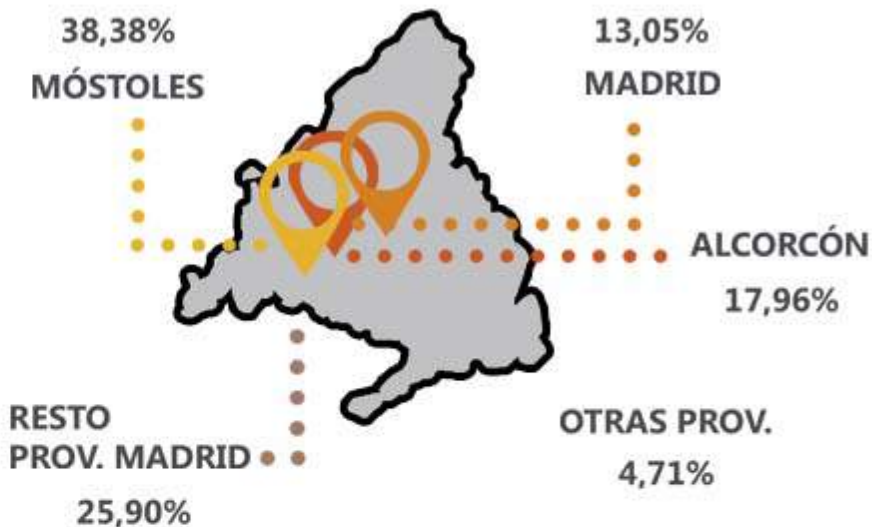 38,38%
MÓSTOLES
13,05%
MADRID
ALCORCÓN
17,96%
RESTO
PROV. MADRID
25,90%
OTRAS PROV.
4,71%